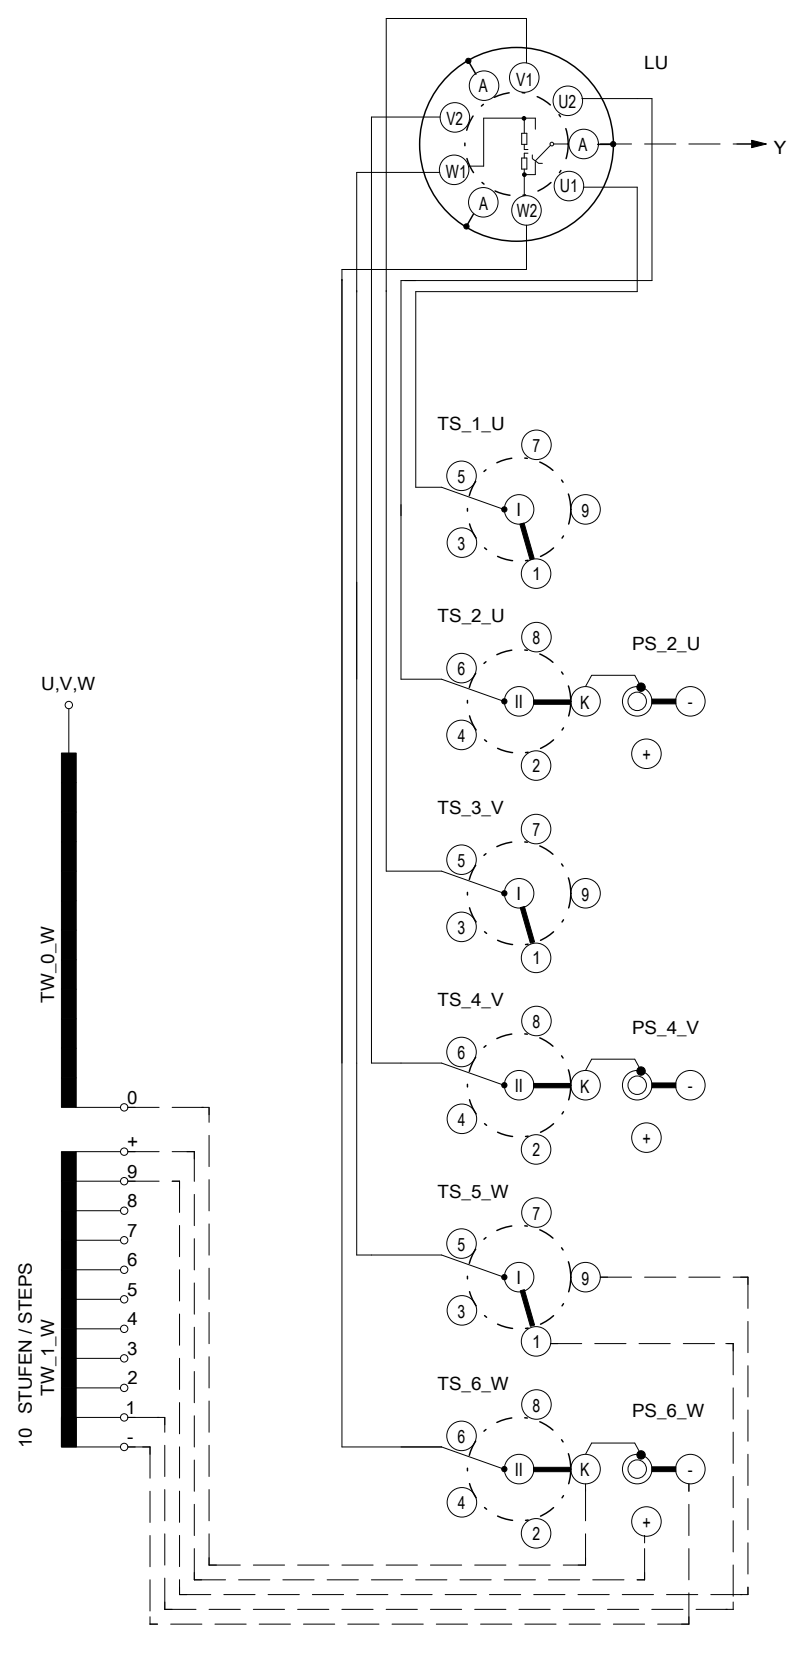 LU
V1
A
U2
V2
A
Y
W1
U1
A
W2
TS_1_U
7
5
I
9
3
1
TS_2_U
8
PS_2_U
6
II
K
-
4
+
2
TS_3_V
7
5
I
9
3
1
TS_4_V
8
PS_4_V
6
II
K
-
4
+
2
TS_5_W
7
5
I
9
3
1
TS_6_W
8
PS_6_W
6
II
K
-
4
+
2
U,V,W
TW_0_W
0
+
9
8
7
6
5
4
3
2
1
-
10 STUFEN / STEPS
TW_1_W